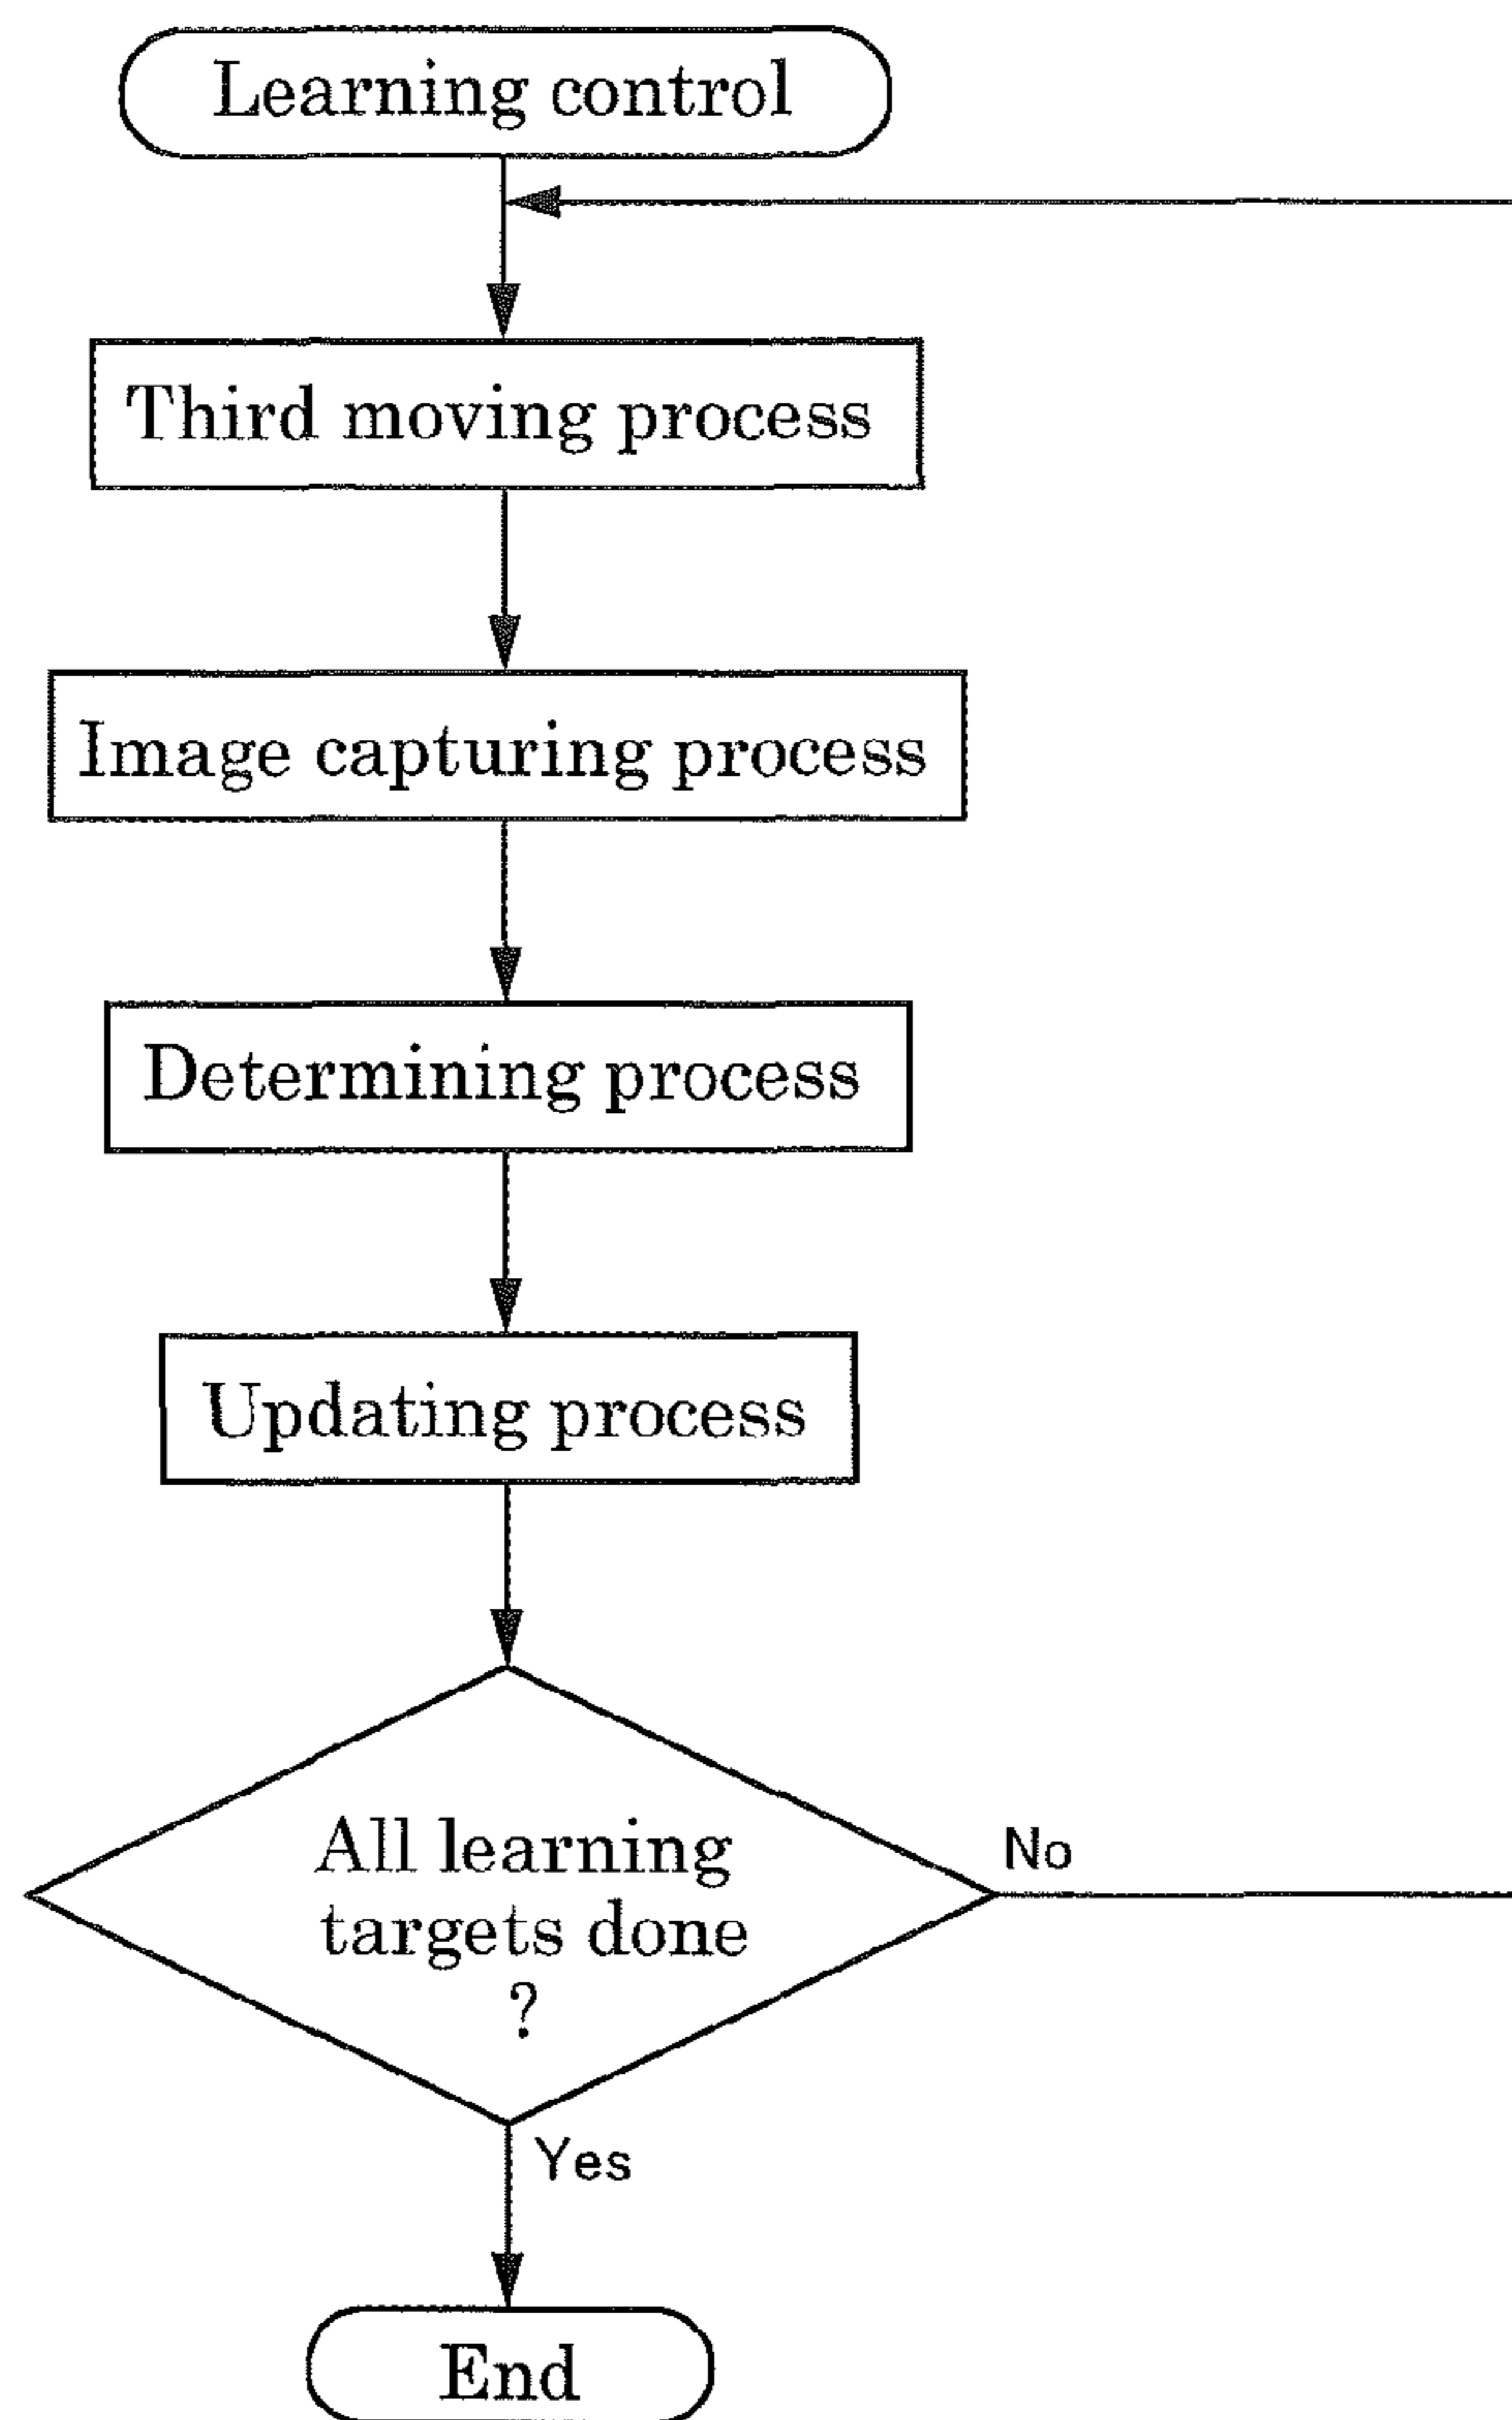 Learning control
Third moving process
Image capturing process
Determining process
Updating process
All learning
targets done
?
No
Yes
End